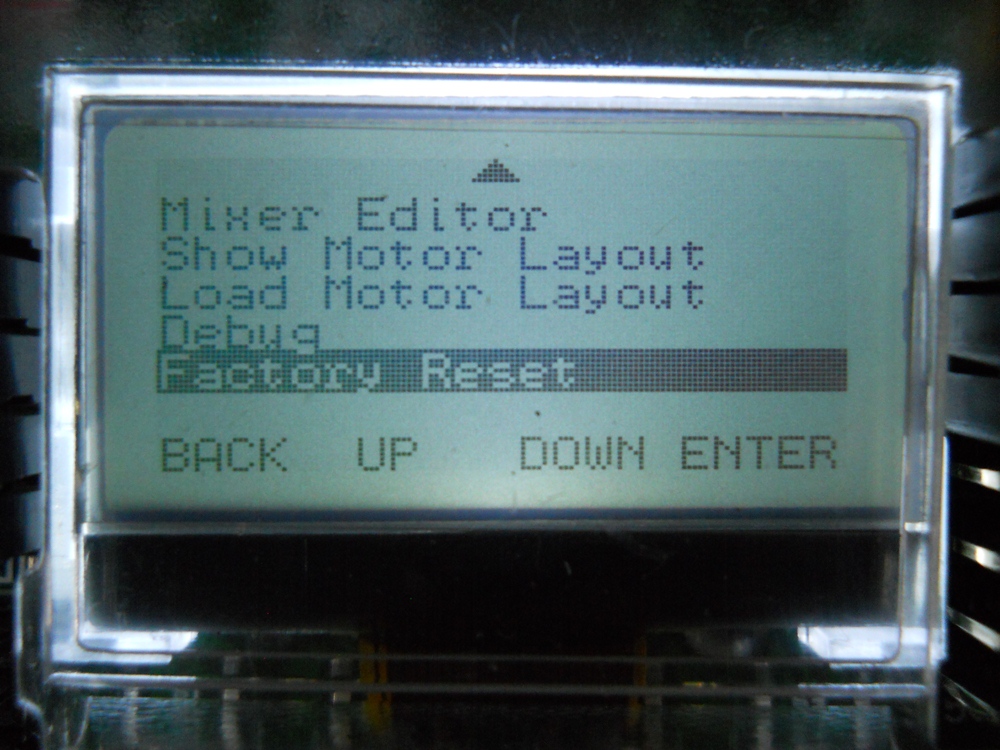 Mixer Editor
Show Motor Layout
Load Motor Layout
Debug
Factory Reset
BACK UP DOWN ENTER